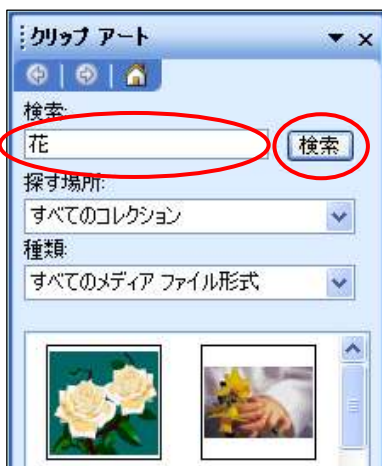 クリップ アート
検索:
花
検索
探す場所:
すべてのコレクション
種類:
すべてのメディア ファイル形式